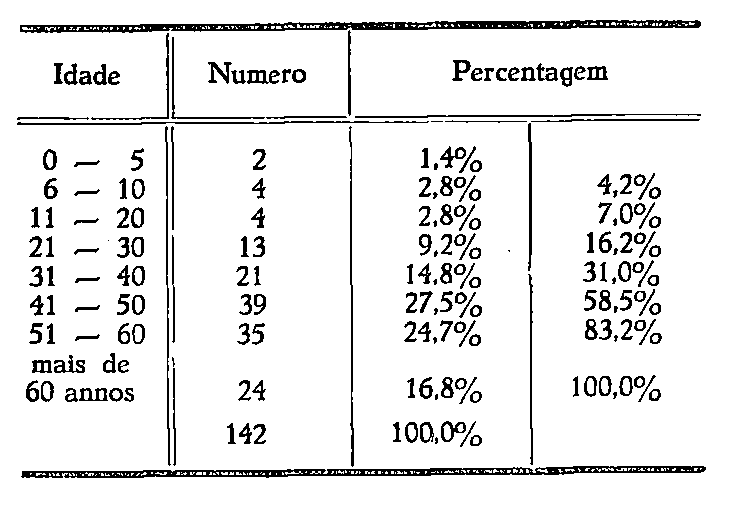 Idade Numero Percentagem
0 — 5 2 1,4%
6 — 10 4 2,8% 4,2%
11 — 20 4 2,8% 7,0%
21 — 30 13 9,2% 16,2%
31 — 40 21 14,8% 31,0%
41 — 50 39 27,5% 58,5%
51 — 60 35 24,7% 83,2%
mais de
60 annos 24 16,8% 100,0%
142 100,0%